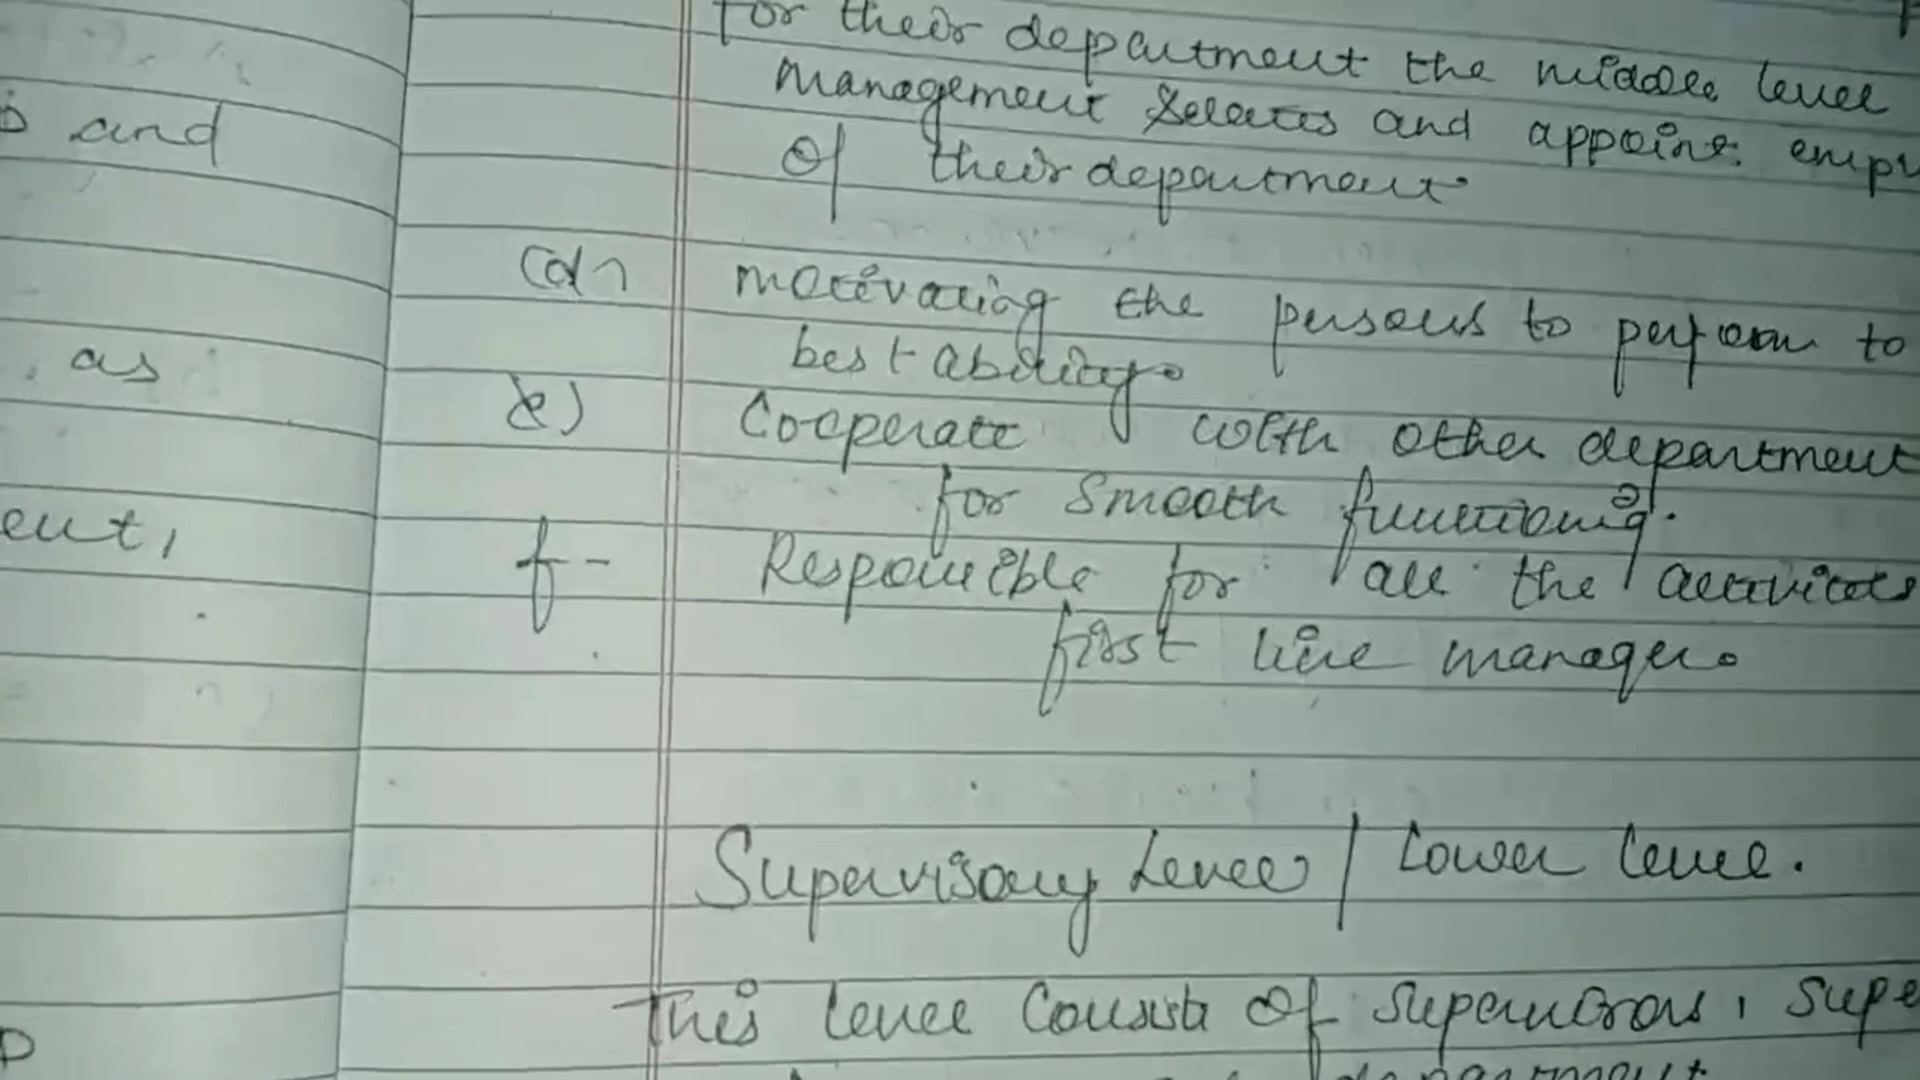 and
as
ent,
for their department the middle level
management selects and appoint
of their department
(d) motivating the persons to perform to
best ability.
e) Cooperate with other department
for smooth functioning.
f- Responsible for all the activities
first line manager.
Supervisory Level / Lower level.
This level consists of supervisors, supe
department